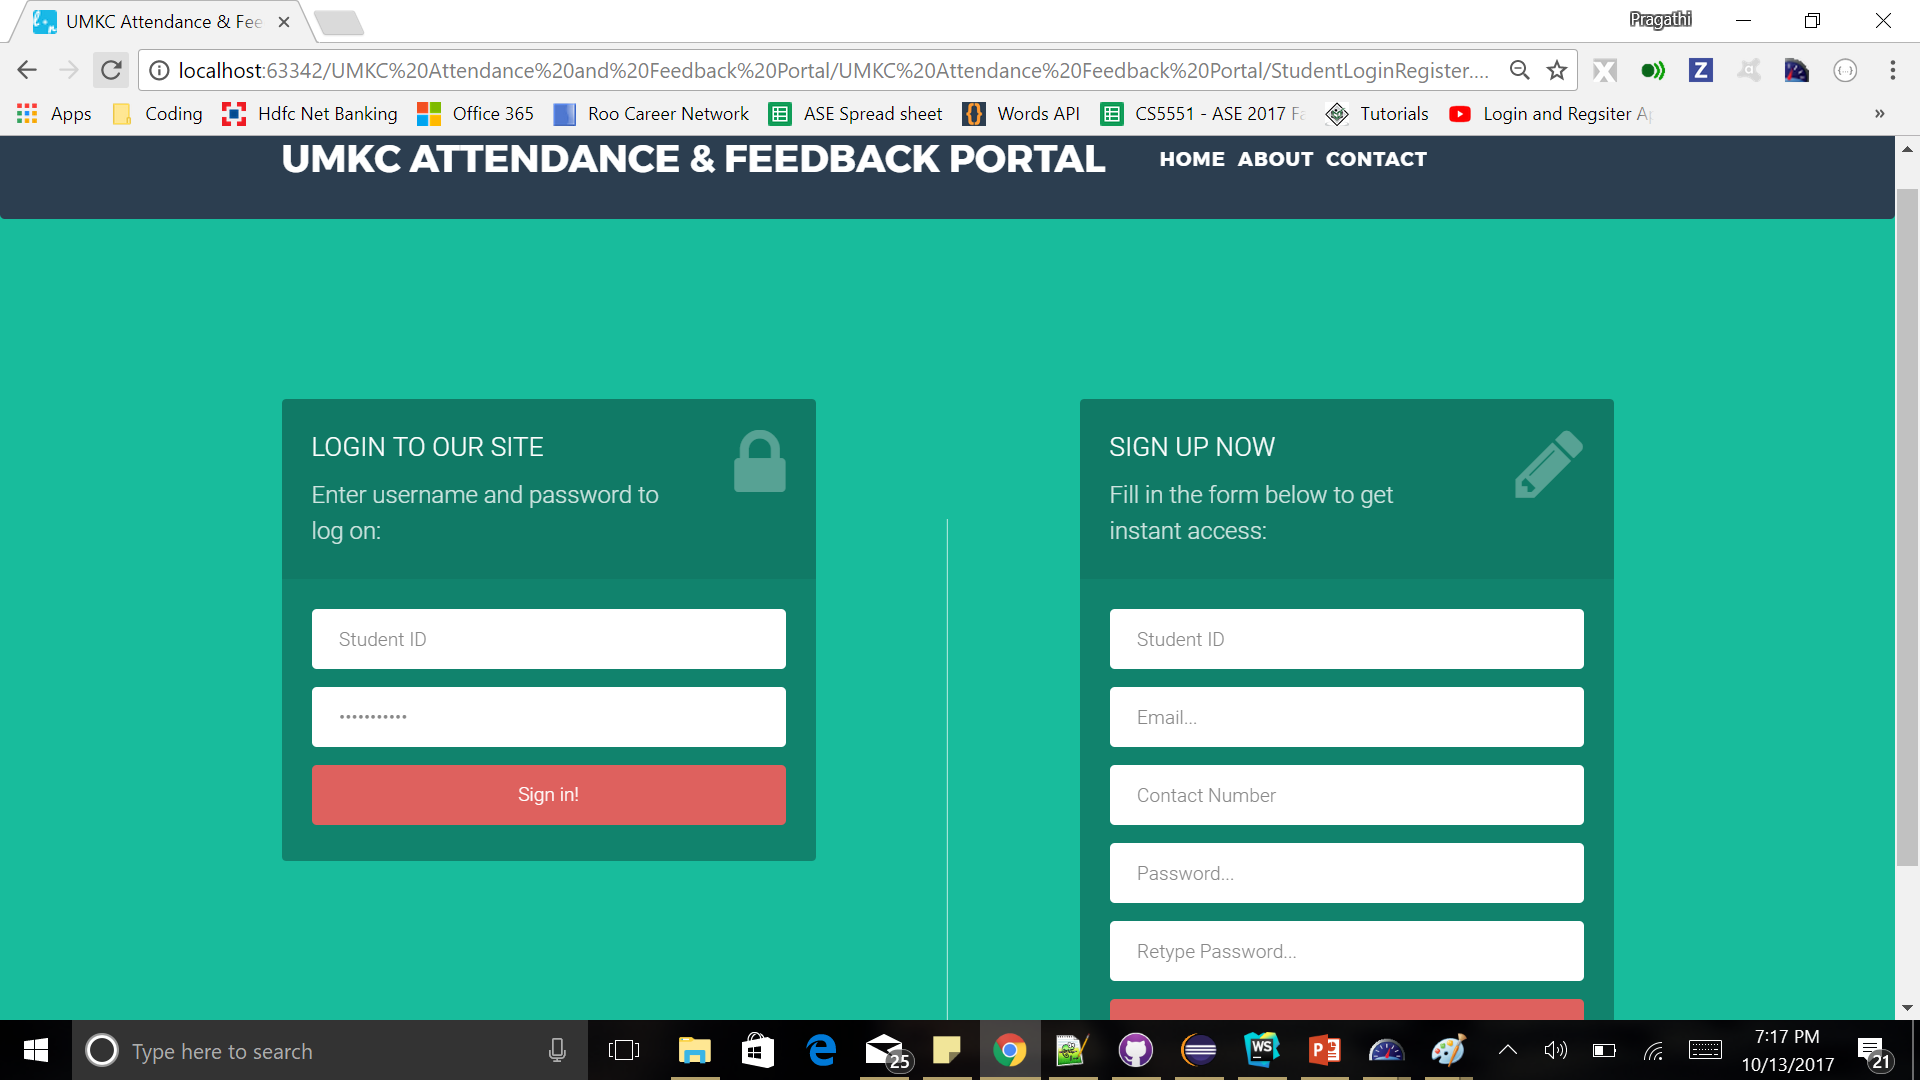 UMKC Attendance & Fee
Pragathi
localhost:63342/UMKC%20Attendance%20and%20Feedback%20Portal/UMKC%20Attendance%20Feedback%20Portal/StudentLoginRegister....
Apps Coding Hdfc Net Banking Office 365 Roo Career Network ASE Spread sheet Words API CS5551 - ASE 2017 Fa Tutorials Login and Regsiter Ap »
UMKC ATTENDANCE & FEEDBACK PORTAL HOME ABOUT CONTACT
LOGIN TO OUR SITE
Enter username and password to
log on:
Student ID
Sign in!
SIGN UP NOW
Fill in the form below to get
instant access:
Student ID
Email...
Contact Number
Password...
Retype Password...
Type here to search
25
WS
7:17 PM
10/13/2017
21